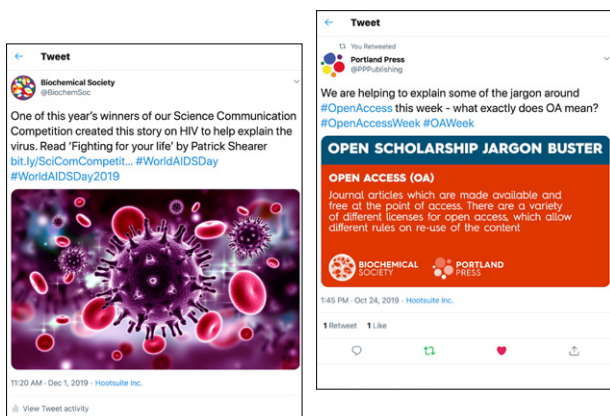 Tweet
Biochemical Society
@BiochemSoc
One of this year's winners of our Science Communication
Competition created this story on HIV to help explain the
virus. Read 'Fighting for your life' by Patrick Shearer
bit.ly/SciComCompetit... #WorldAIDSDay
#WorldAIDSDay2019
11:20 AM · Dec 1, 2019 · Hootsuite Inc.
View Tweet activity
Tweet
You Retweeted
Portland Press
@PPPublishing
We are helping to explain some of the jargon around
#OpenAccess this week - what exactly does OA mean?
#OpenAccessWeek #OAWeek
OPEN SCHOLARSHIP JARGON BUSTER
OPEN ACCESS (OA)
Journal articles which are made available and
free at the point of access. There are a variety
of different licenses for open access, which allow
different rules on re-use of the content
BIOCHEMICAL
SOCIETY
PORTLAND
PRESS
1:45 PM · Oct 24, 2019 · Hootsuite Inc.
1 Retweet 1 Like